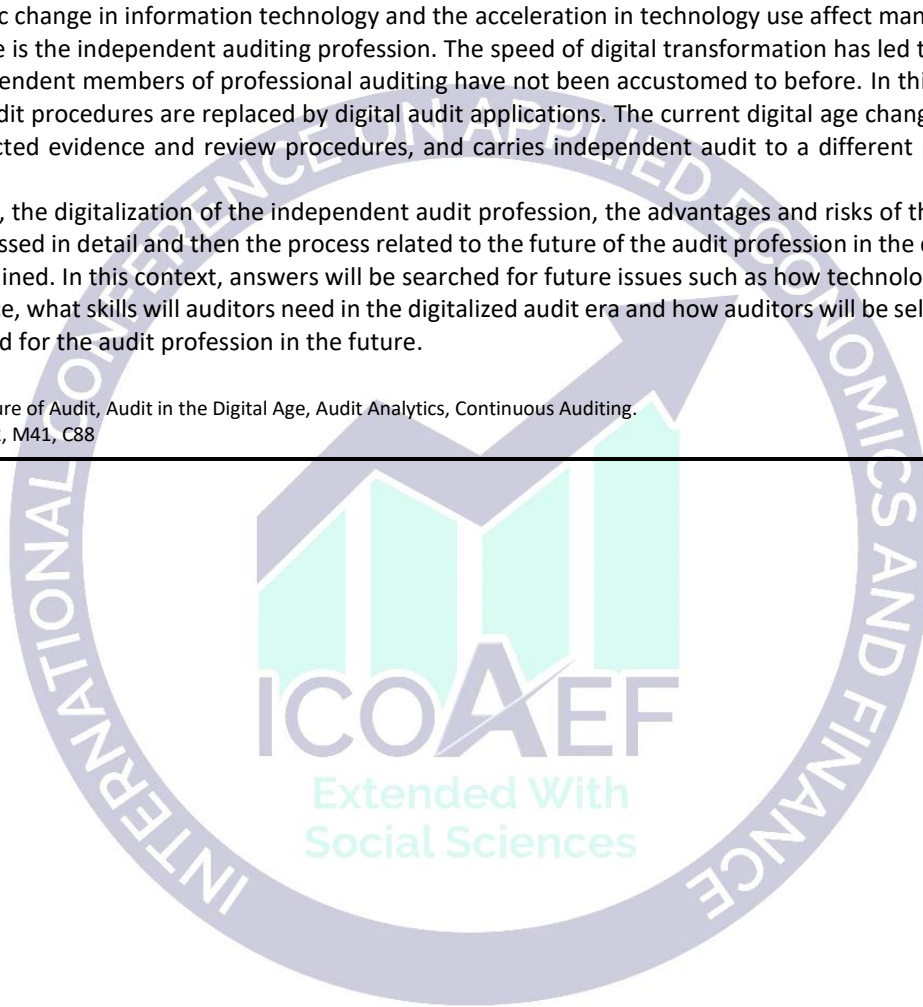 c change in information technology and the acceleration in technology use affect man
e is the independent auditing profession. The speed of digital transformation has led t
endent members of professional auditing have not been accustomed to before. In thi
dit procedures are replaced by digital audit applications. The current digital age chang
cted evidence and review procedures, and carries independent audit to a different
, the digitalization of the independent audit profession, the advantages and risks of th
ssed in detail and then the process related to the future of the audit profession in the
ined. In this context, answers will be searched for future issues such as how technolo
ce, what skills will auditors need in the digitalized audit era and how auditors will be sel
d for the audit profession in the future.
ure of Audit, Audit in the Digital Age, Audit Analytics, Continuous Auditing.
, M41, C88
INTERNATIONAL CONFERENCE ON APPLIED ECONOMICS AND FINANCE
ICOAEF
Extended With
Social Sciences